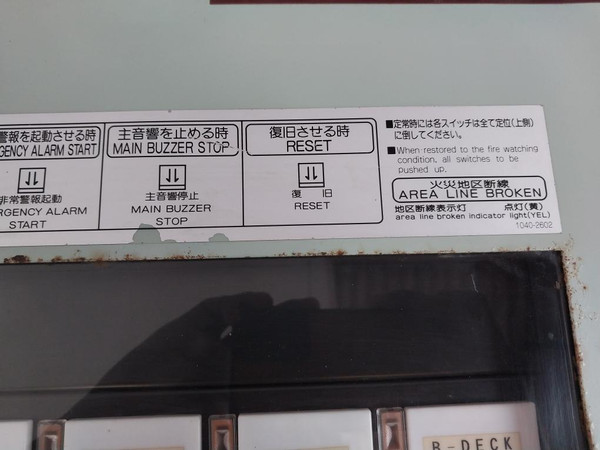 警報を起動させる時
GENCY ALARM START
非常警報起動
RGENCY ALARM
START
主音響を止める時
MAIN BUZZER STOP
主音響停止
MAIN BUZZER
STOP
復旧させる時
RESET
復 旧
RESET
■定常時には各スイッチは全て定位(上側)
に倒してください。
■When restored to the fire watching
condition, all switches to be
pushed up.
火災地区断線
AREA LINE BROKEN
地区断線表示灯 点灯(黄)
area line broken indicator light(YEL)
1040-2602
B-DECK